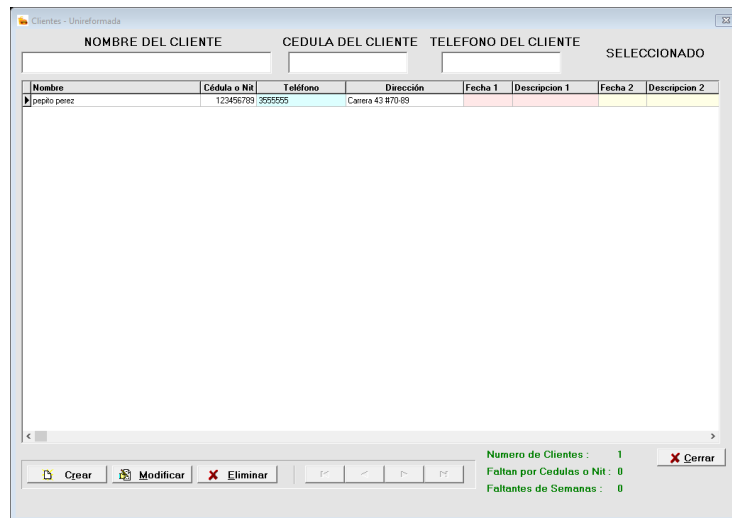 Clientes - Unireformada
NOMBRE DEL CLIENTE CEDULA DEL CLIENTE TELEFONO DEL CLIENTE
SELECCIONADO
Nombre Cédula o Nit Teléfono Dirección Fecha 1 Descripcion 1 Fecha 2 Descripcion 2
pepito perez 123456789 3555555 Carrera 43 #70-89
Numero de Clientes : 1
Crear Modificar Eliminar Faltan por Cedulas o Nit : 0 Cerrar
Faltantes de Semanas : 0